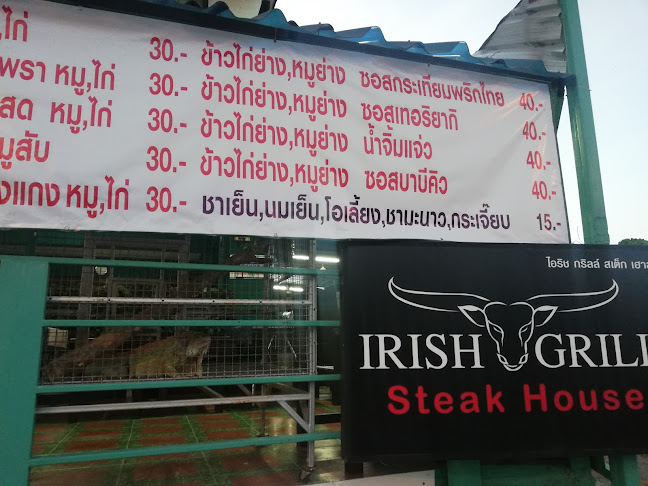 ไก่
พรา หมู,ไก่ 30.- ข้าวไก่ย่าง,หมูย่าง ซอสกระเทียมพริกไทย 40.-
สด หมู,ไก่ 30.- ข้าวไก่ย่าง,หมูย่าง ซอสเทอริยากิ 40.-
มูสับ 30.- ข้าวไก่ย่าง,หมูย่าง น้ำจิ้มแจ่ว 40.-
แกง หมู,ไก่ 30.- ข้าวไก่ย่าง,หมูย่าง ซอสบาบีคิว 40.-
30.- ชาเย็น,นมเย็น,โอเลี้ยง,ชามะนาว,กระเจี๊ยบ 15.-
ไอริช กริลล์ สเต็ก เฮาส
IRISH GRILL
Steak House